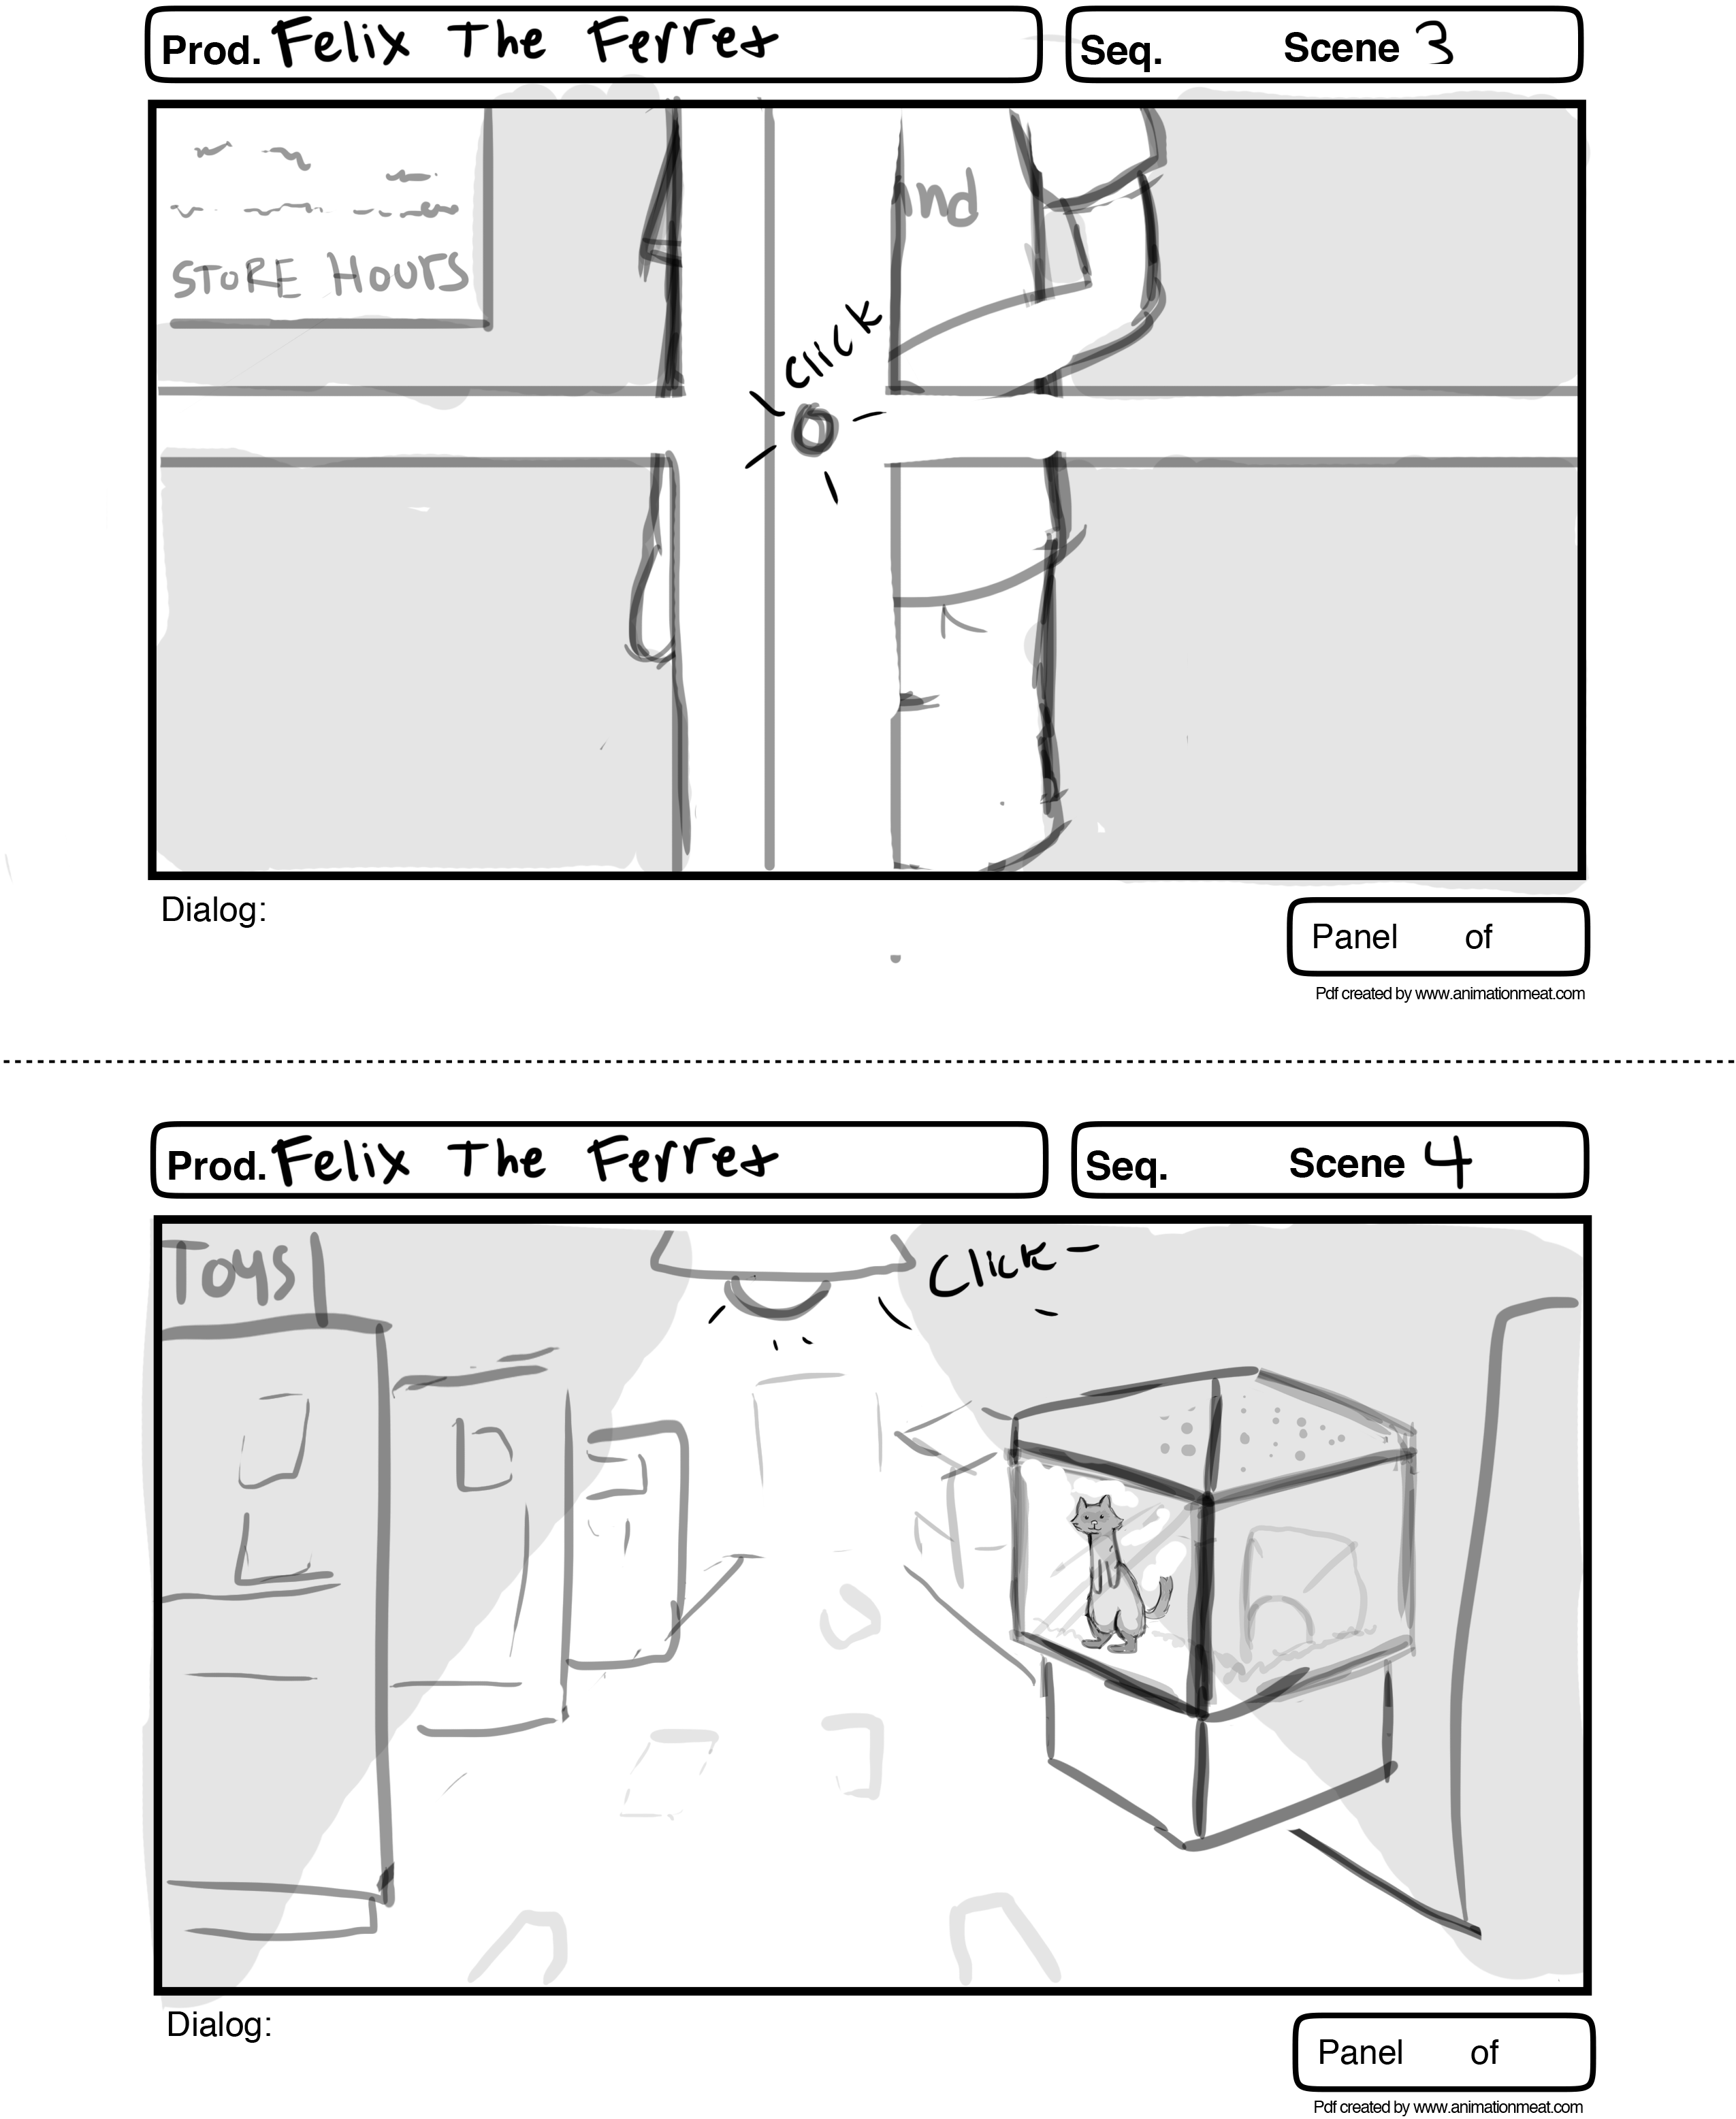 Prod. Felix The Ferret
Seq. Scene 3
STORE HOURS
nd
Click
Dialog:
Panel of
Pdf created by www.animationmeat.com
Prod. Felix The Ferret
Seq. Scene 4
Toys
Click
Dialog:
Panel of
Pdf created by www.animationmeat.com